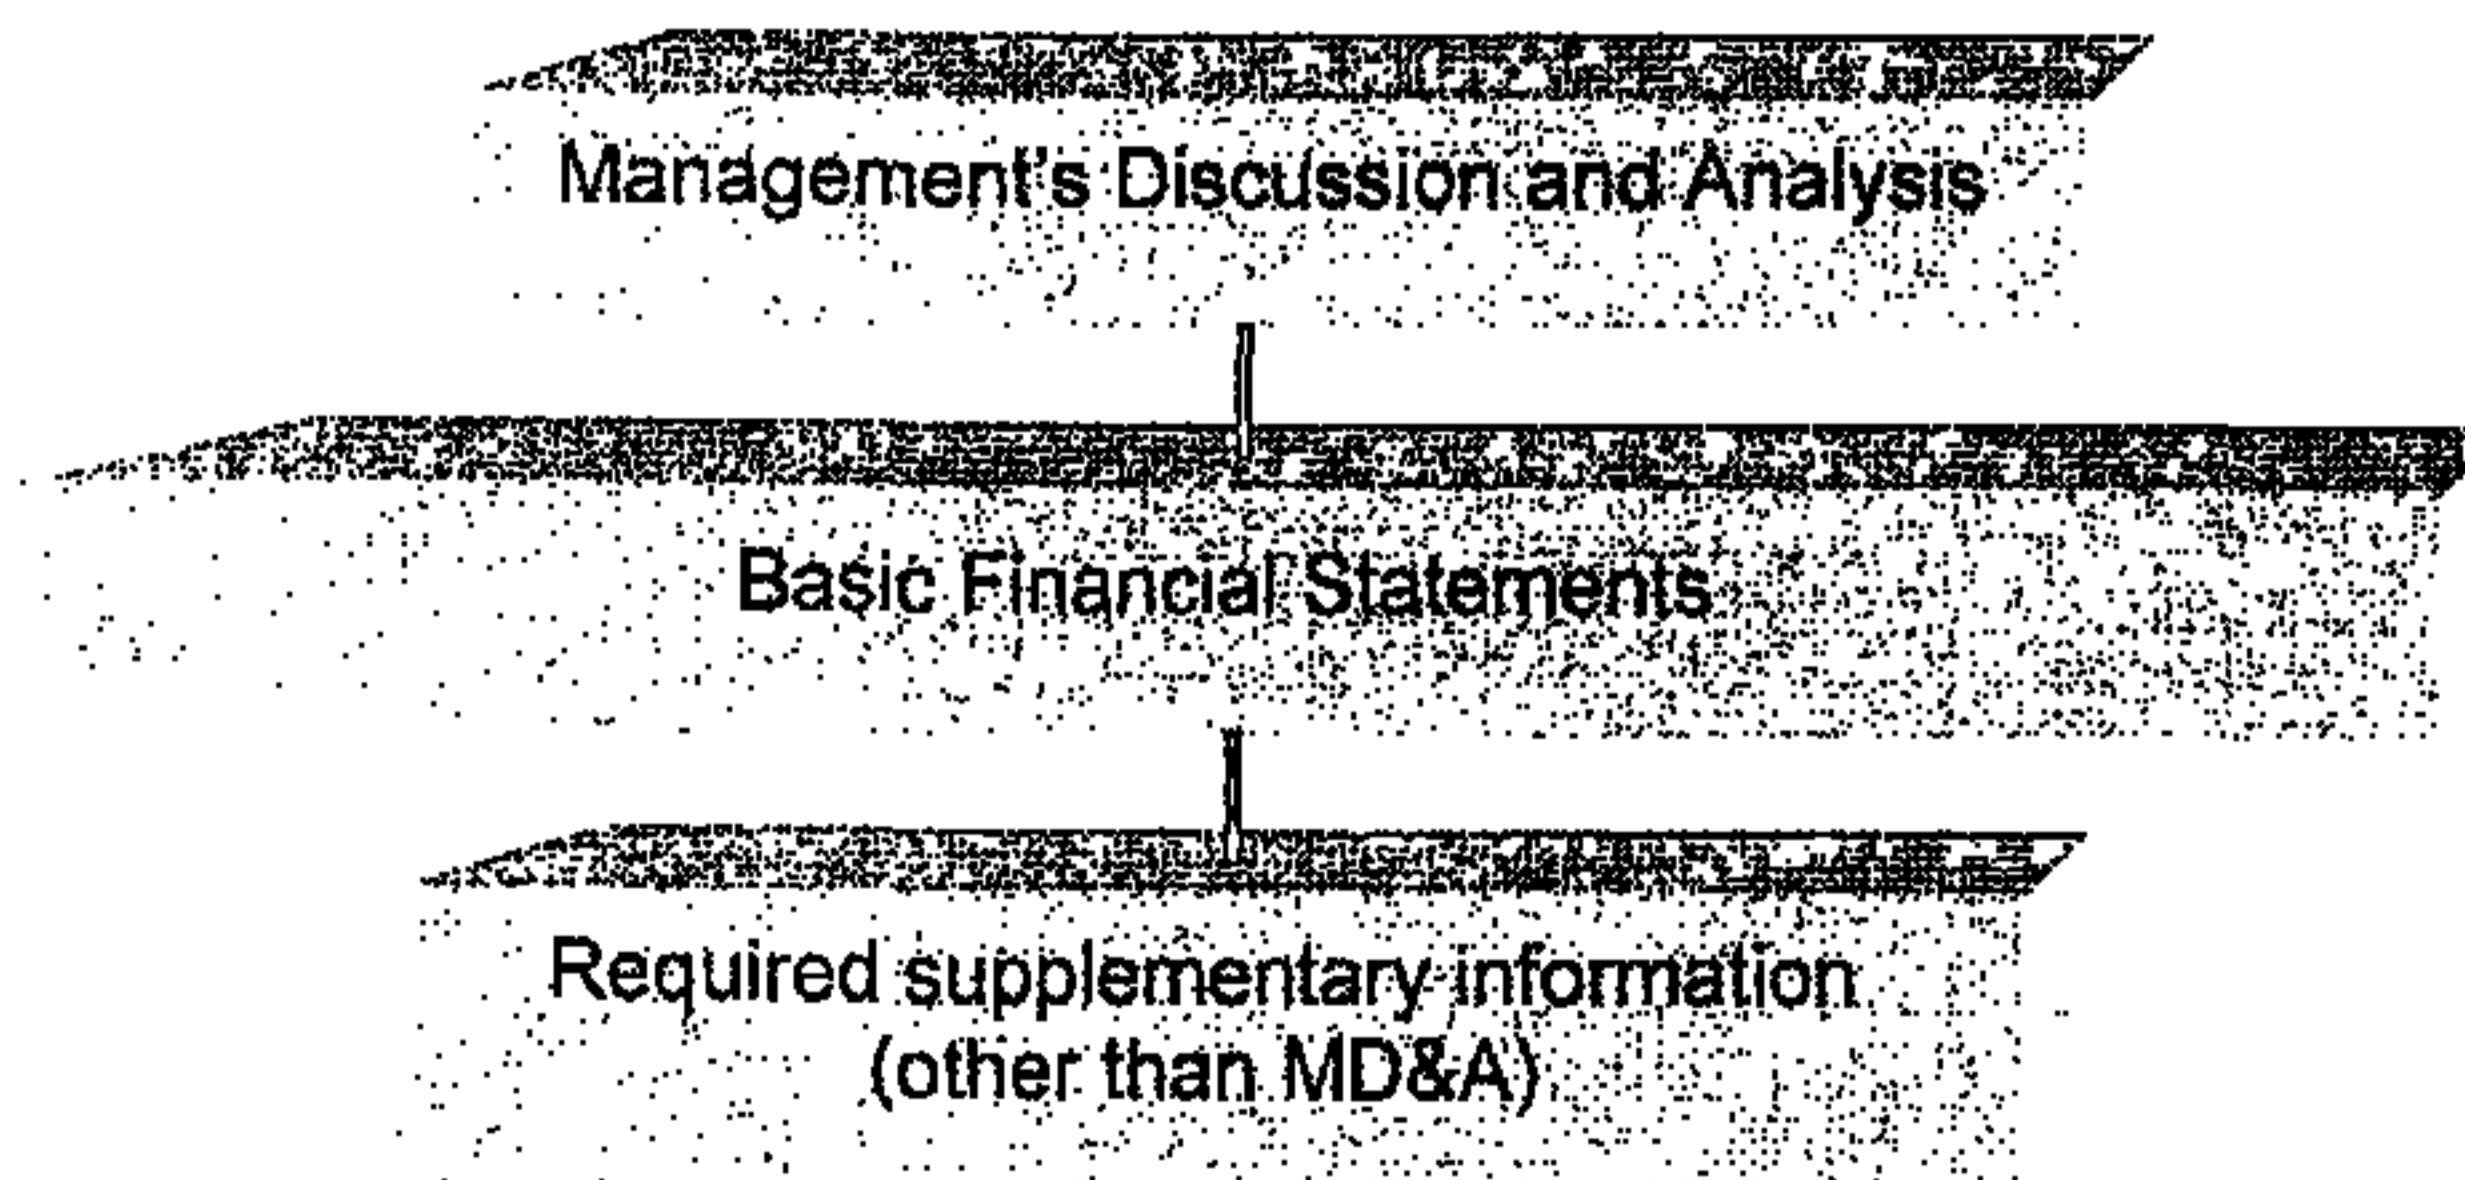 Management's Discussion and Analysis
Basic Financial Statements
Required supplementary information
(other than MD&A)